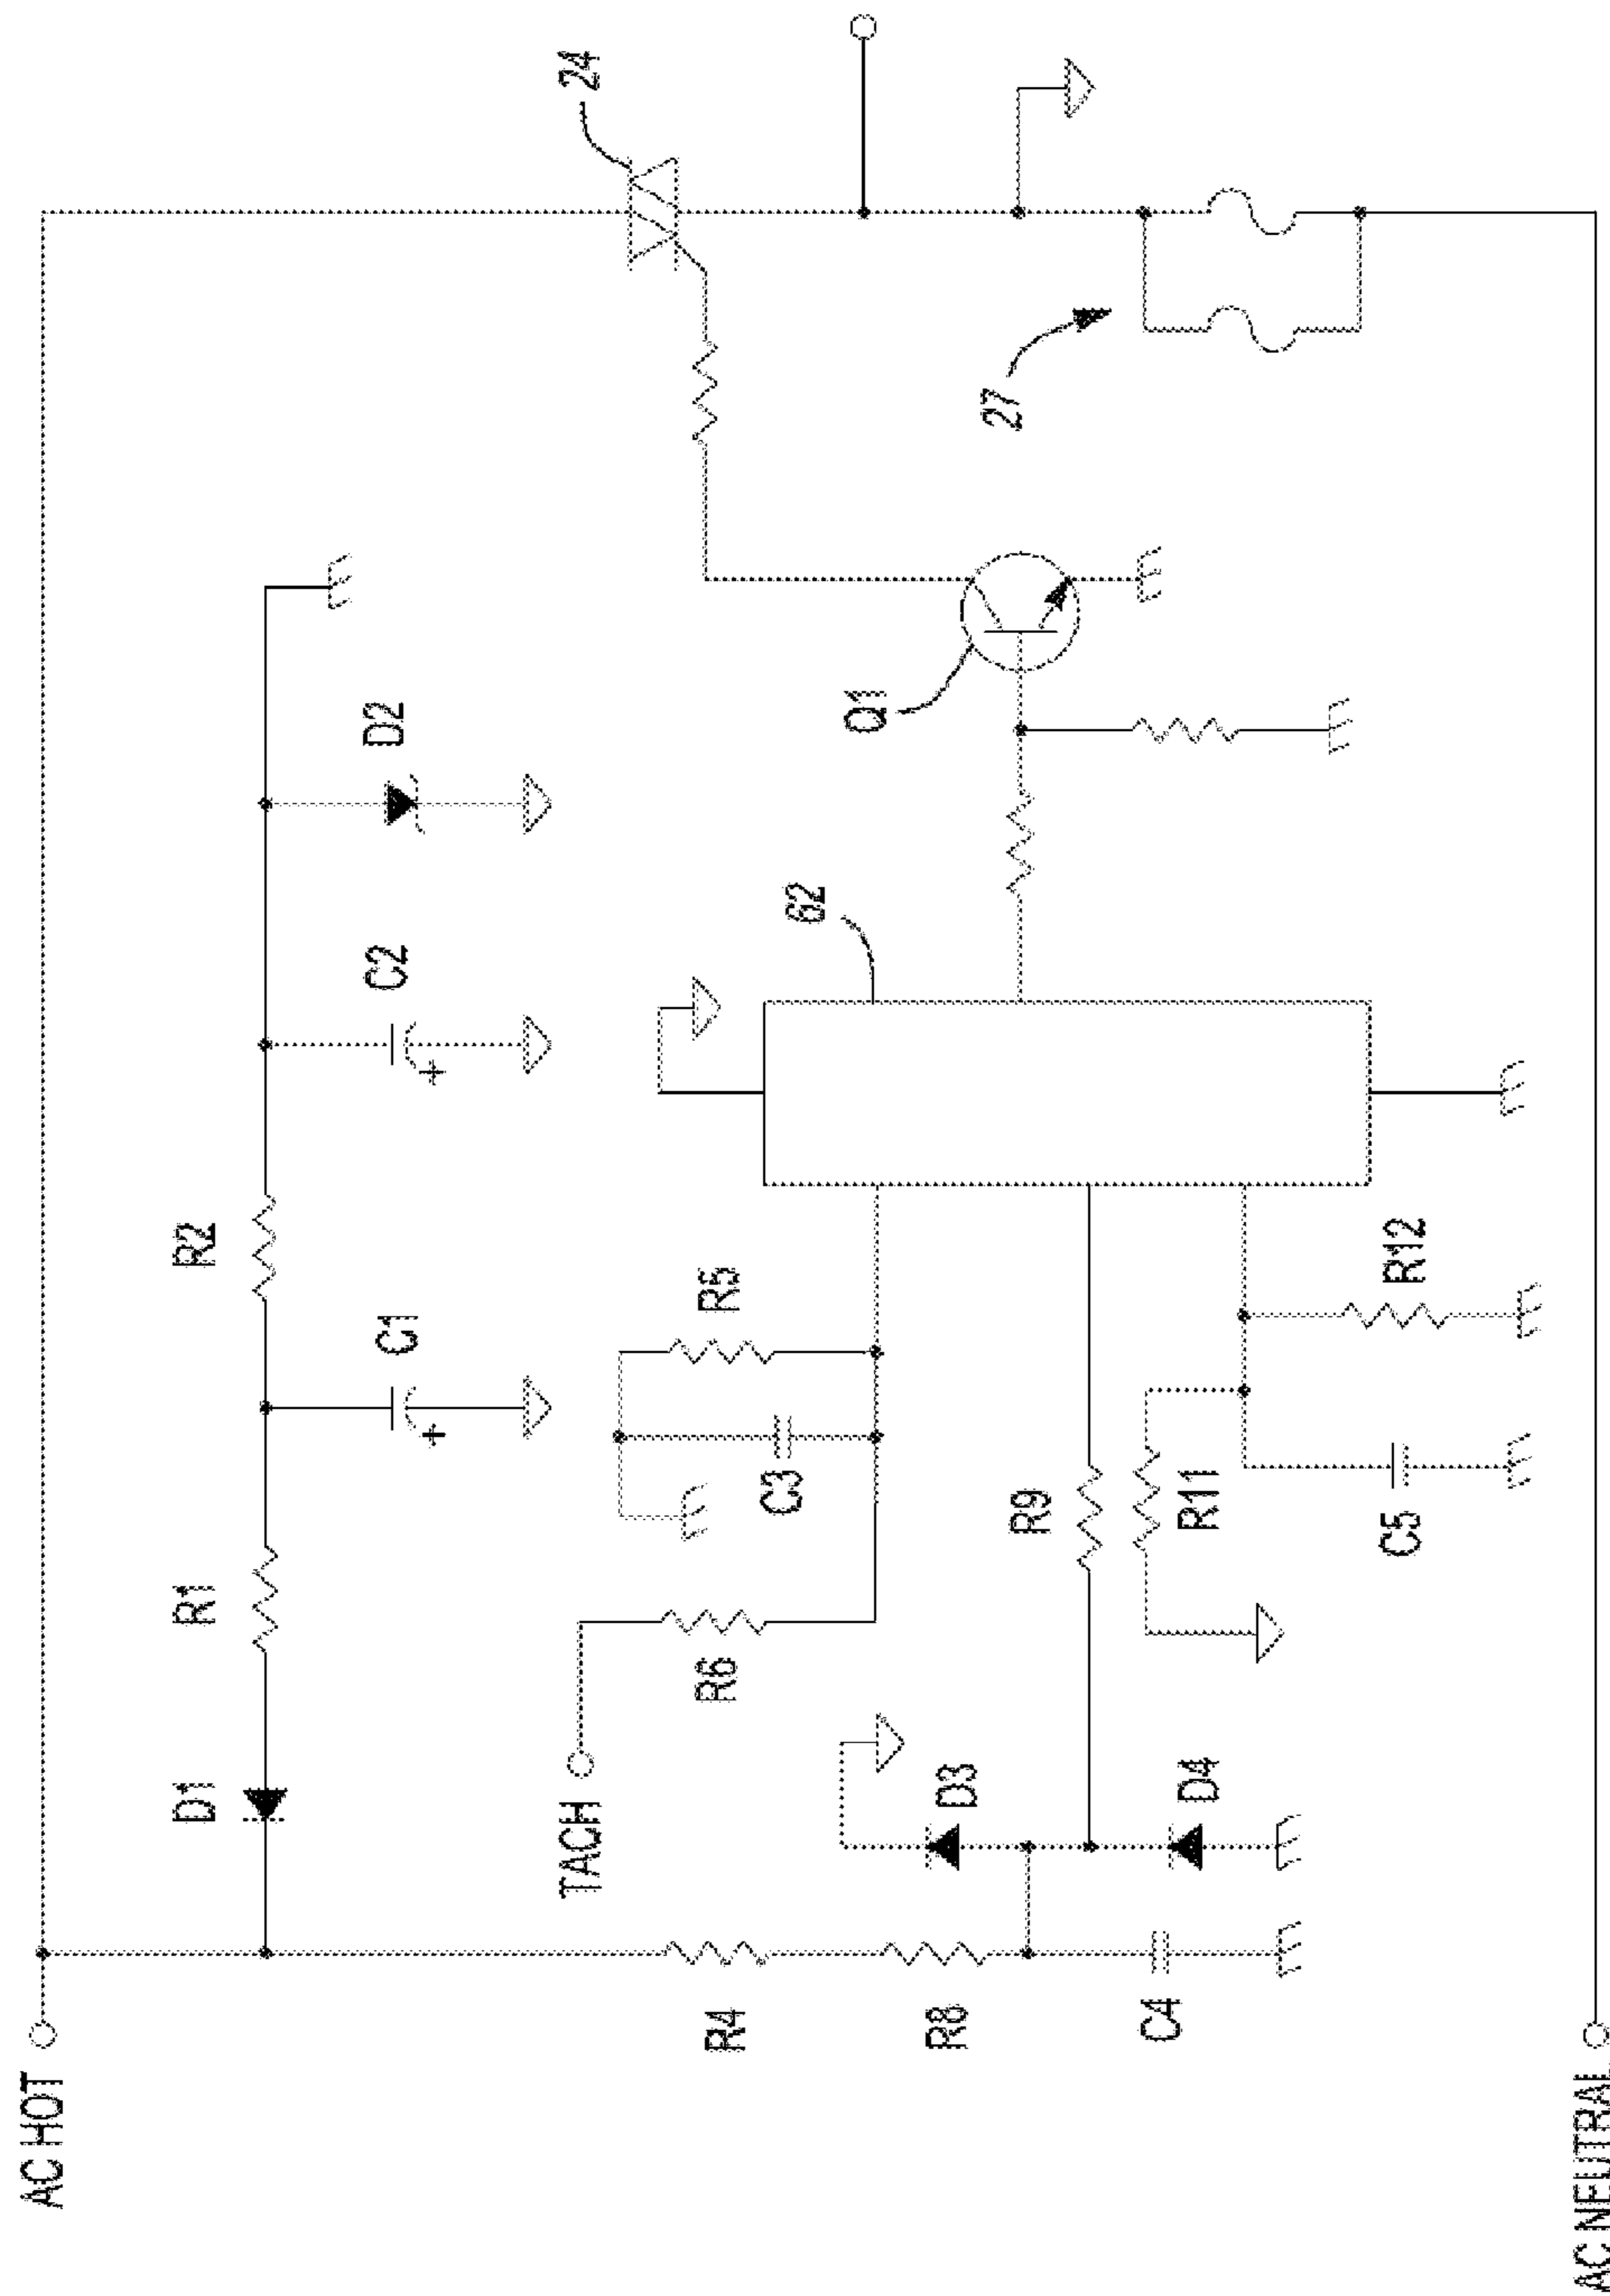 AC HOT
D1
R1
R2
C1
C2
D2
24
TACH
R6
C3
R5
62
Q1
27
R4
R8
C4
D3
D4
R9
R11
C5
R12
AC NEUTRAL